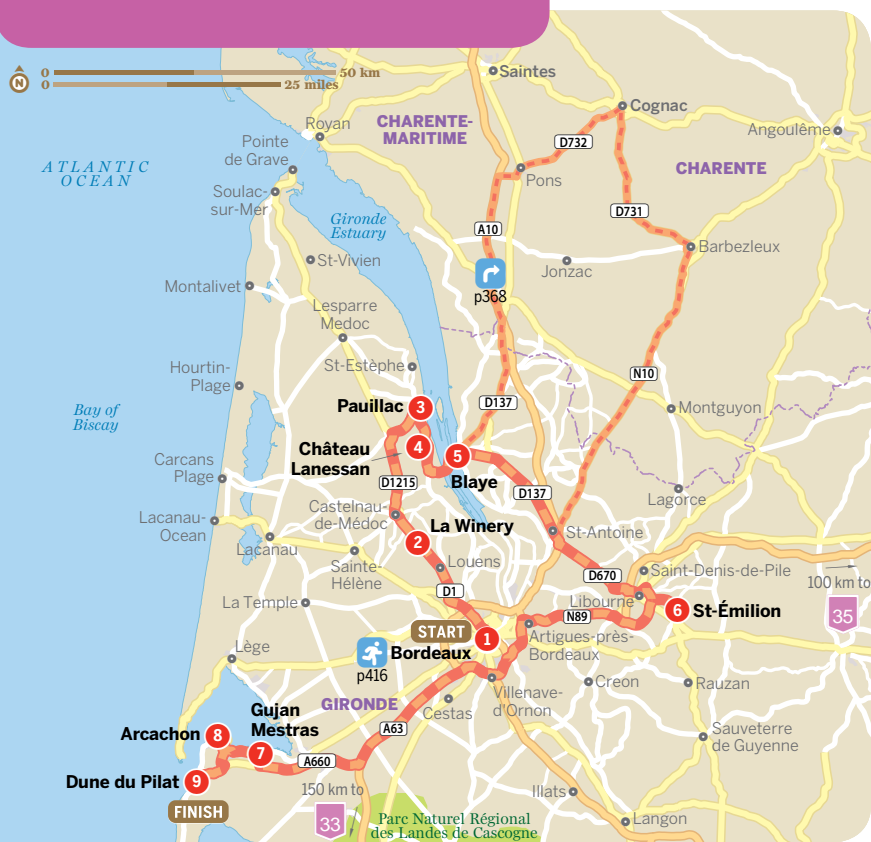 0 50 km
N
0 25 miles
Saintes
Cognac
Royan
CHARENTE-
MARITIME
Angoulême
Pointe
de Grave
D732
ATLANTIC
OCEAN
CHARENTE
Pons
Soulac-
sur-Mer
D731
Gironde
Estuary
A10
Barbezleux
St-Vivien
Jonzac
Montalivet
p368
Lesparre
Medoc
St-Estèphe
Hourtin-
Plage
N10
Pauillac 3
D137
Montguyon
Bay of
Biscay
Château
Lanessan
4
5
Blaye
Carcans
Plage
D1215
D137
Lagorce
Castelnau-
de-Médoc
La Winery
2
Lacanau-
Ocean
St-Antoine
Lacanau
Sainte-
Hélène
Louens
D670
Saint-Denis-de-Pile
100 km to
35
D1
La Temple
Libourne
6 St-Émilion
N89
START
1
Bordeaux
Artigues-près-
Bordeaux
Lège
p416
Creon
Rauzan
Villenave-
d'Ornon
GIRONDE
Cestas
Gujan
Mestras
Arcachon 8
7
A63
Sauveterre
de Guyenne
A660
Dune du Pilat 9
FINISH
150 km to
33
Illats
Parc Naturel Régional
des Landes de Cascogne
Langon